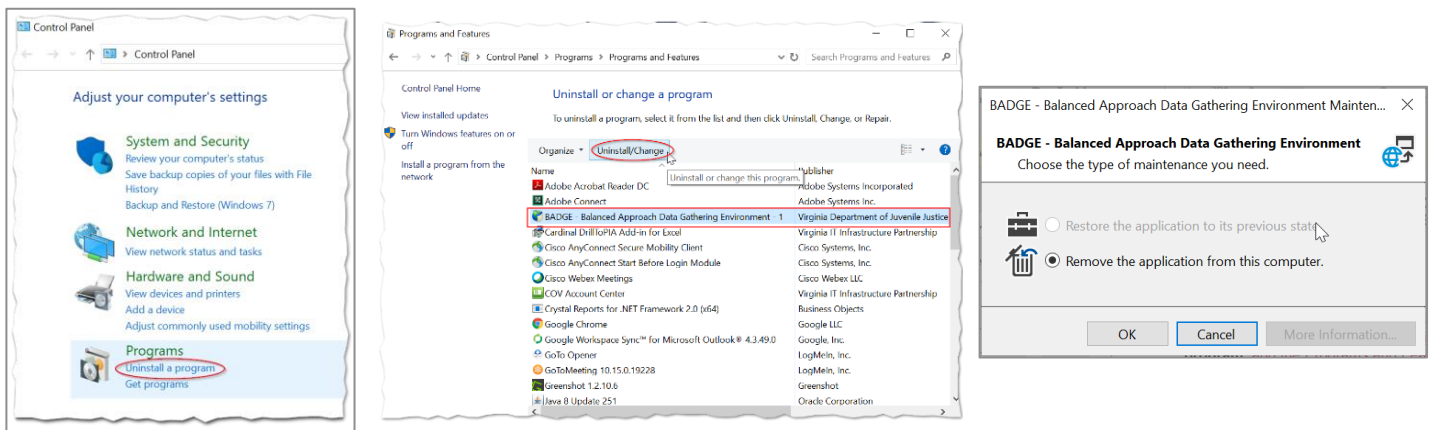 Control Panel
Control Panel
Adjust your computer's settings
System and Security
Review your computer's status
Save backup copies of your files with File
History
Backup and Restore (Windows 7)
Network and Internet
View network status and tasks
Hardware and Sound
View devices and printers
Add a device
Adjust commonly used mobility settings
Programs
Uninstall a program
Get programs
Programs and Features
Control Panel > Programs > Programs and Features
Search Programs and Features
Control Panel Home
View installed updates
Turn Windows features on or
off
Install a program from the
network
Uninstall or change a program
To uninstall a program, select it from the list and then click Uninstall, Change, or Repair.
Organize Uninstall/Change
Uninstall or change this program.
Name Publisher
Adobe Acrobat Reader DC Adobe Systems Incorporated
Adobe Connect Adobe Systems Inc.
BADGE - Balanced Approach Data Gathering Environment - 1 Virginia Department of Juvenile Justice
Cardinal DrillToPIA Add-in for Excel Virginia IT Infrastructure Partnership
Cisco AnyConnect Secure Mobility Client Cisco Systems, Inc.
Cisco AnyConnect Start Before Login Module Cisco Systems, Inc.
Cisco Webex Meetings Cisco Webex LLC
COV Account Center Virginia IT Infrastructure Partnership
Crystal Reports for .NET Framework 2.0 (x64) Business Objects
Google Chrome Google LLC
Google Workspace Sync™ for Microsoft Outlook® 4.3.49.0 Google, Inc.
GoTo Opener LogMeIn, Inc.
GoToMeeting 10.15.0.19228 LogMeIn, Inc.
Greenshot 1.2.10.6 Greenshot
Java 8 Update 251 Oracle Corporation
BADGE - Balanced Approach Data Gathering Environment Mainten...
BADGE - Balanced Approach Data Gathering Environment
Choose the type of maintenance you need.
Restore the application to its previous state.
Remove the application from this computer.
OK Cancel More Information...